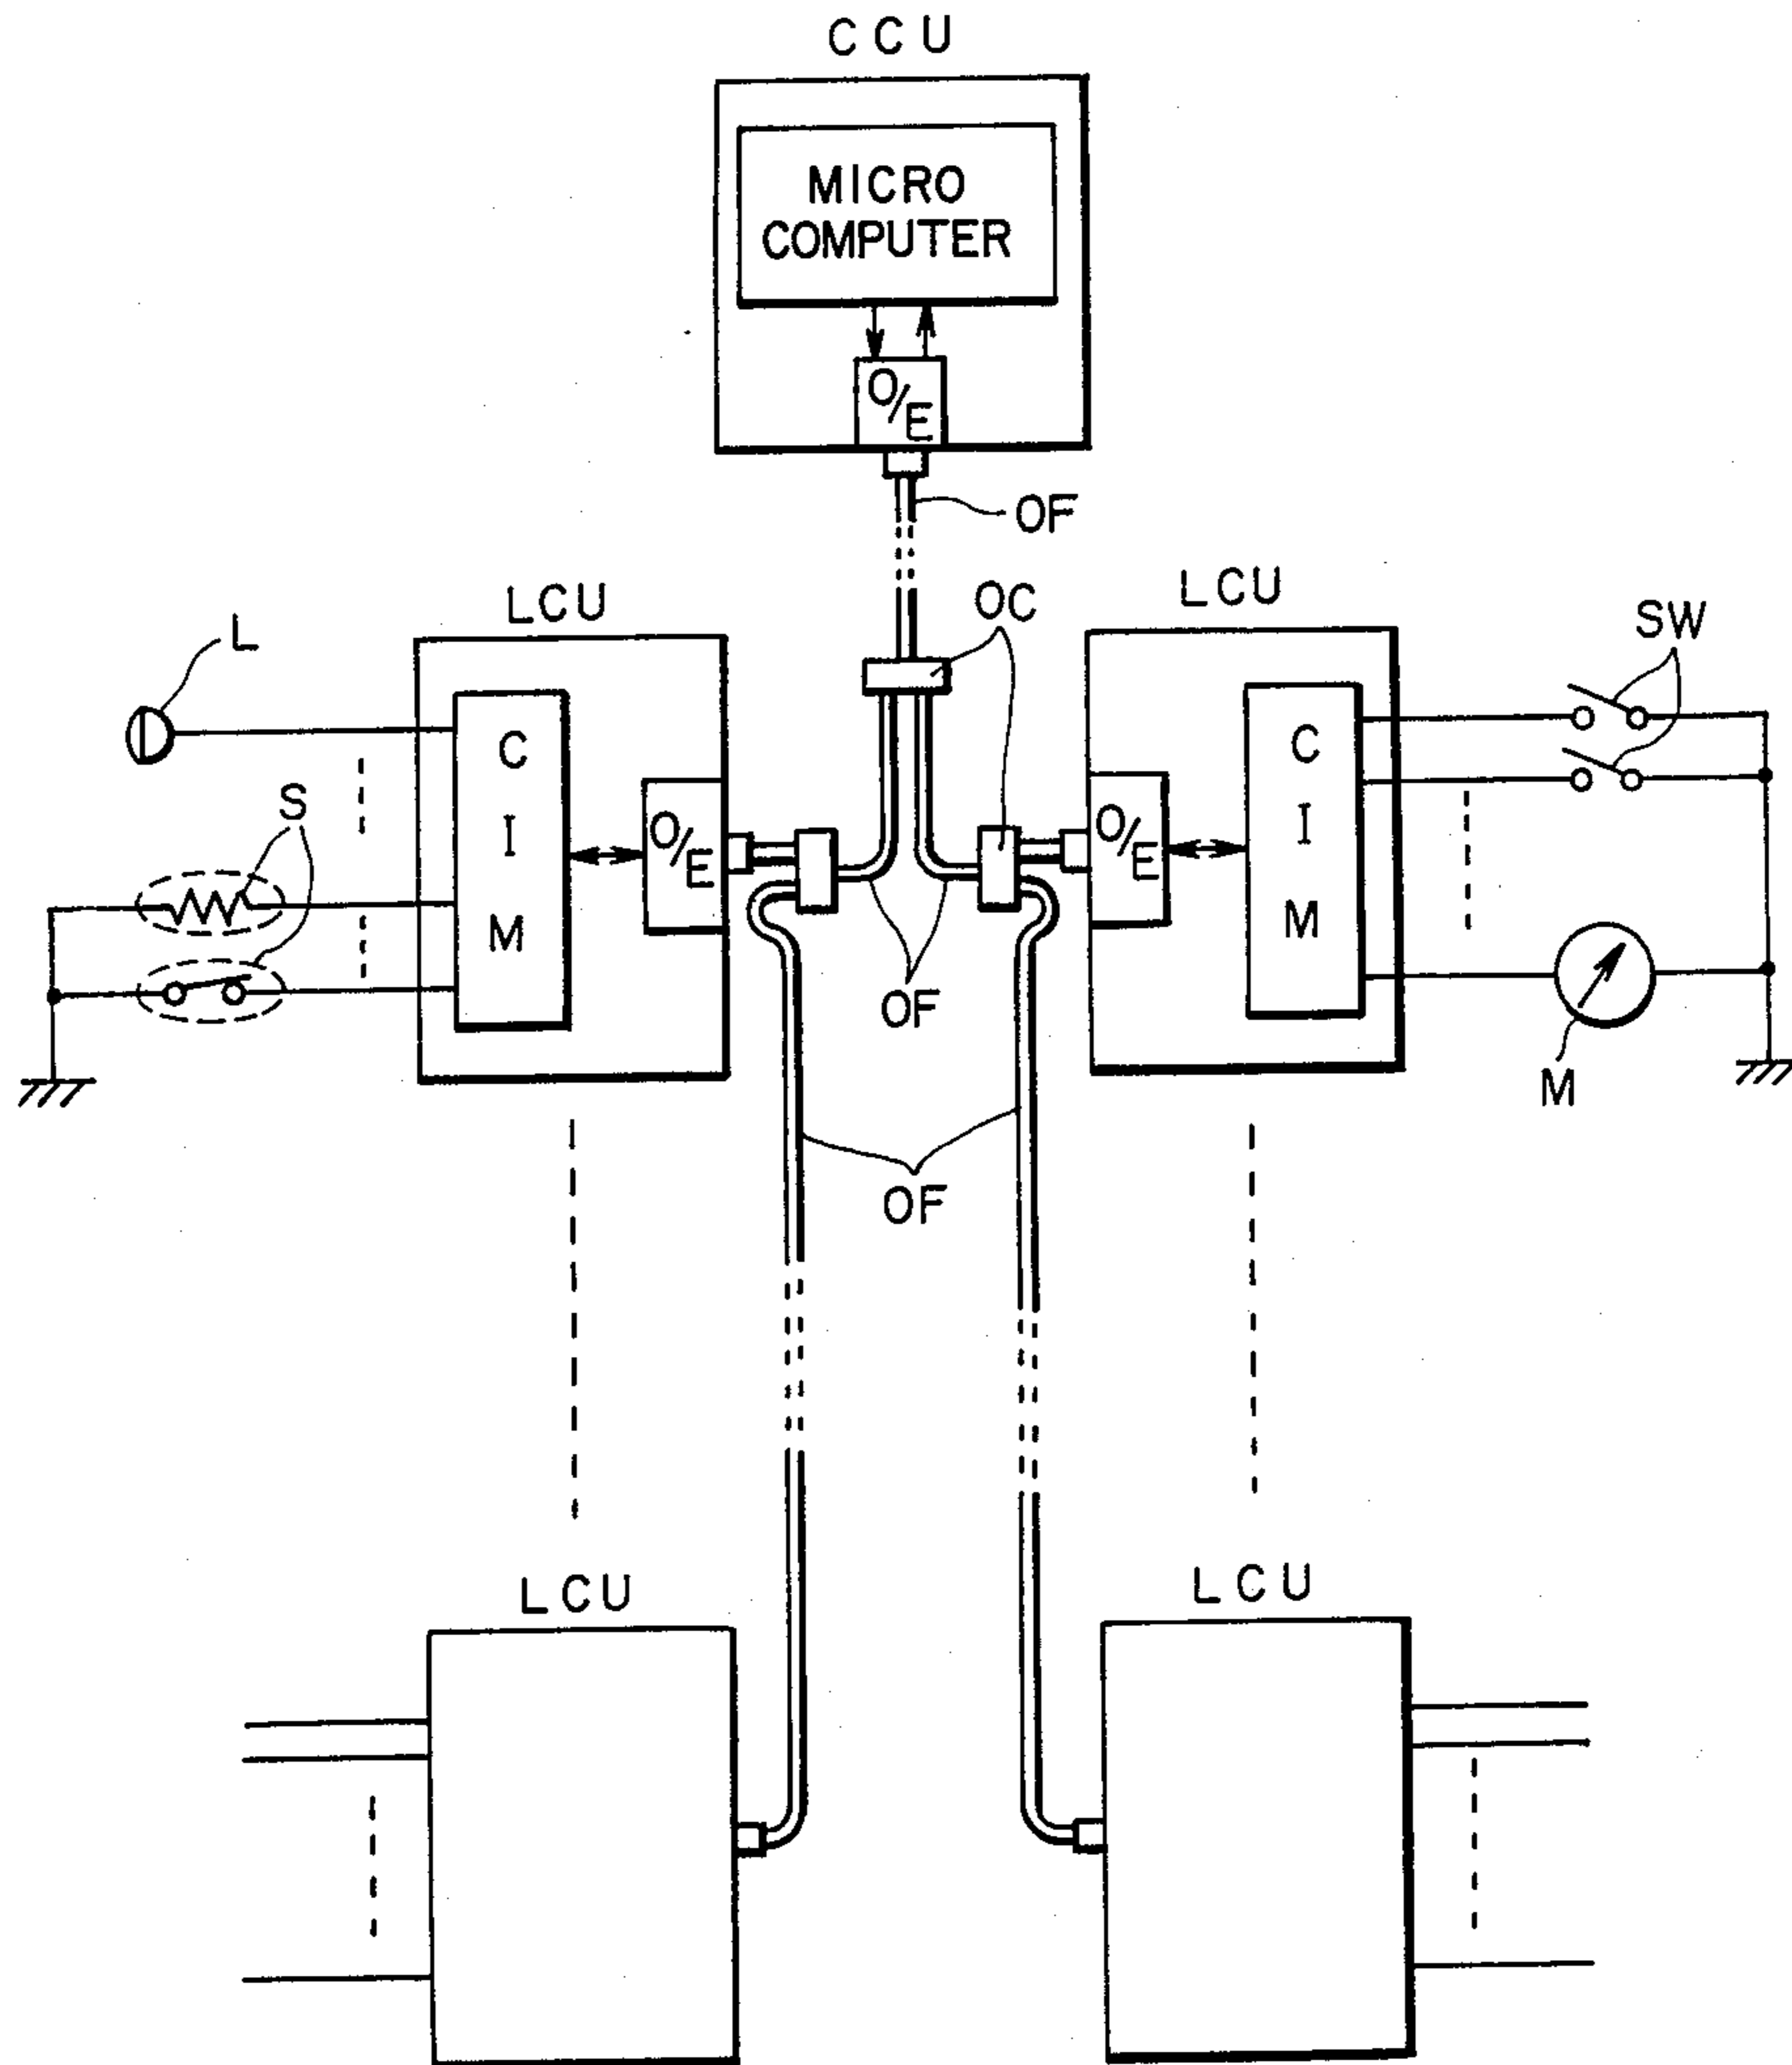 CCU
MICRO
COMPUTER
O/E
OF
LCU
OC
LCU
SW
L
C
I
M
S
O/E
O/E
C
I
M
OF
M
OF
LCU
LCU